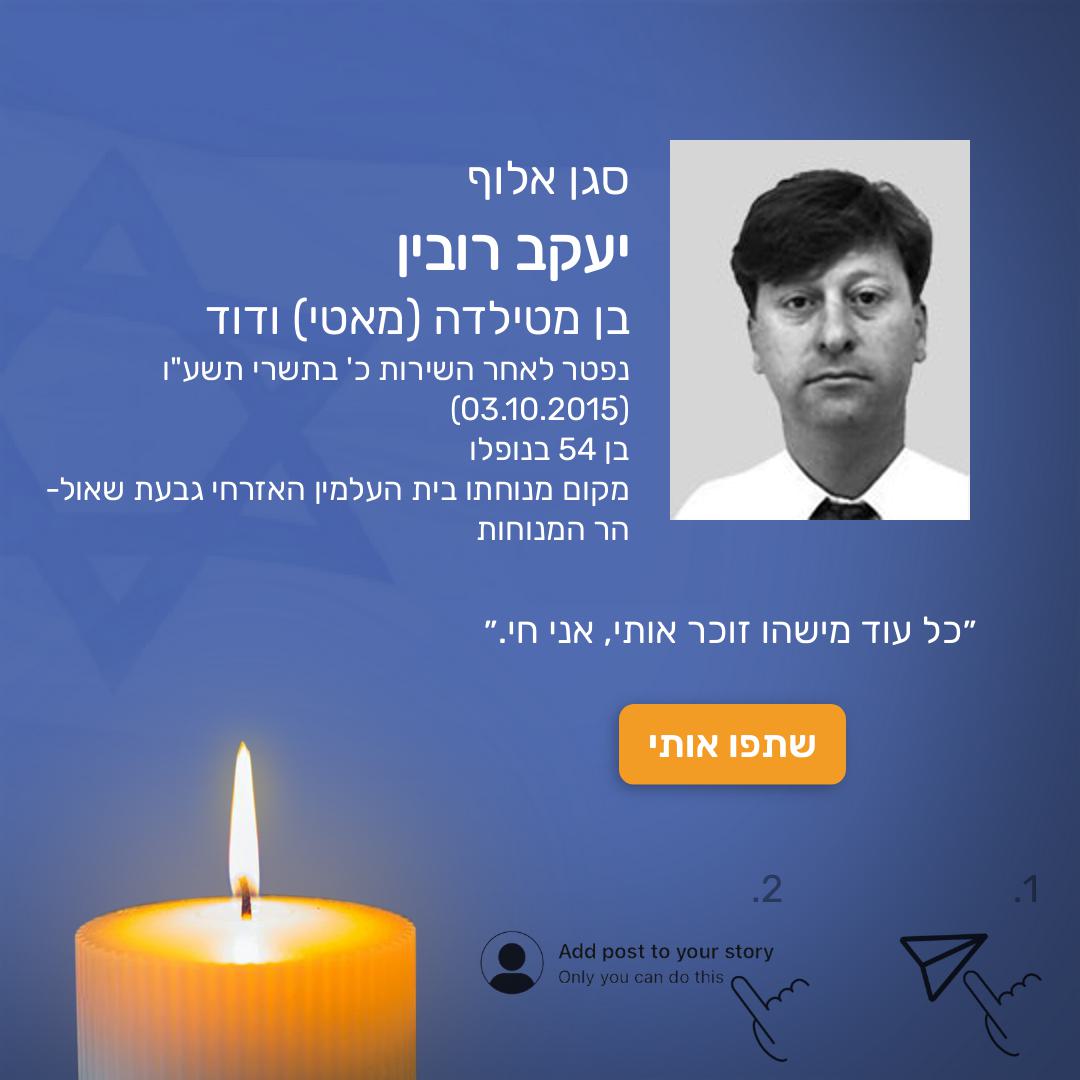 סגן אלוף
יעקב רובין
בן מטילדה (מאטי) ודוד
נפטר לאחר השירות כ' בתשרי תשע"ו
(03.10.2015)
בן 54 בנופלו
מקום מנוחתו בית העלמין האזרחי גבעת שאול-
הר המנוחות
״כל עוד מישהו זוכר אותי, אני חי.״
שתפו אותי
.1
.2
Add post to your story
Only you can do this